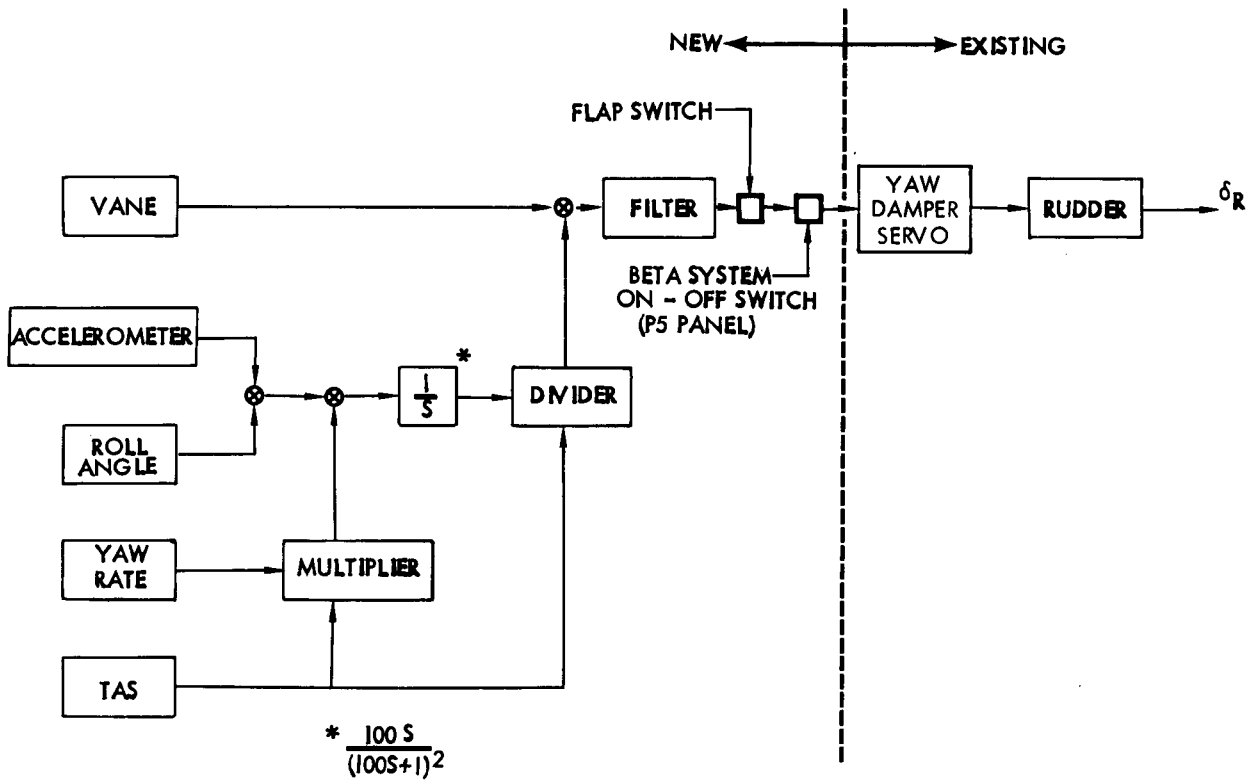 NEW
EXISTING
FLAP SWITCH
VANE
FILTER
YAW
DAMPER
SERVO
RUDDER
δR
BETA SYSTEM
ON - OFF SWITCH
(P5 PANEL)
ACCELEROMETER
*
1
S
DIVIDER
ROLL
ANGLE
YAW
RATE
MULTIPLIER
TAS
* 100 S
(100S+1)2